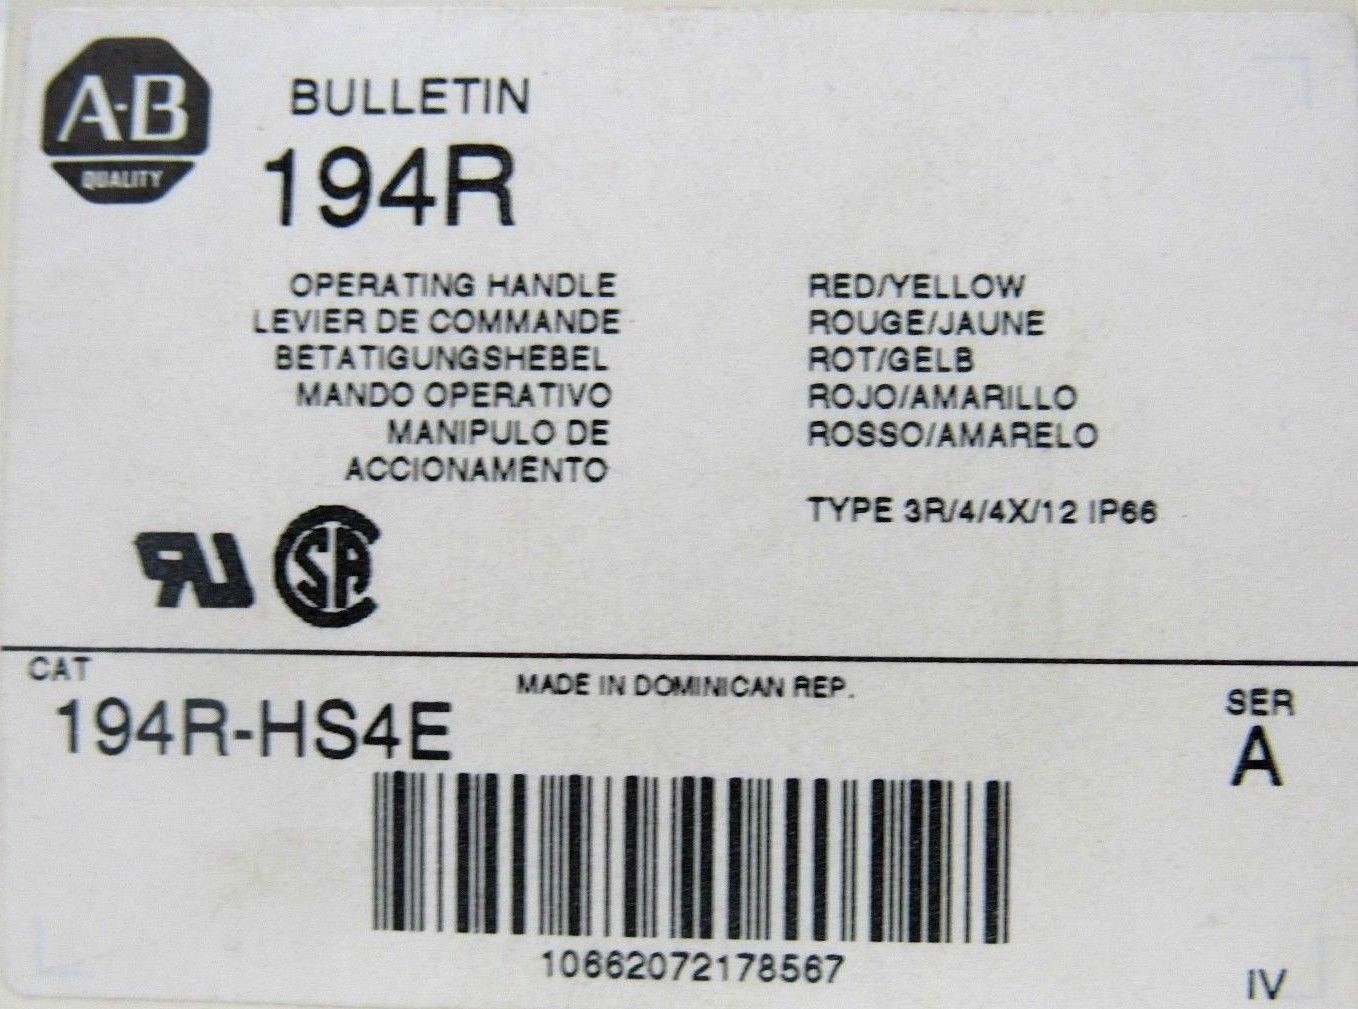 A-B
QUALITY
BULLETIN
194R
OPERATING HANDLE
LEVIER DE COMMANDE
BETATIGUNGSHEBEL
MANDO OPERATIVO
MANIPULO DE
ACCIONAMENTO
RED/YELLOW
ROUGE/JAUNE
ROT/GELB
ROJO/AMARILLO
ROSSO/AMARELO
TYPE 3R/4/4X/12 IP66
RU
CSA
CAT
194R-HS4E
MADE IN DOMINICAN REP.
SER
A
10662072178567
IV